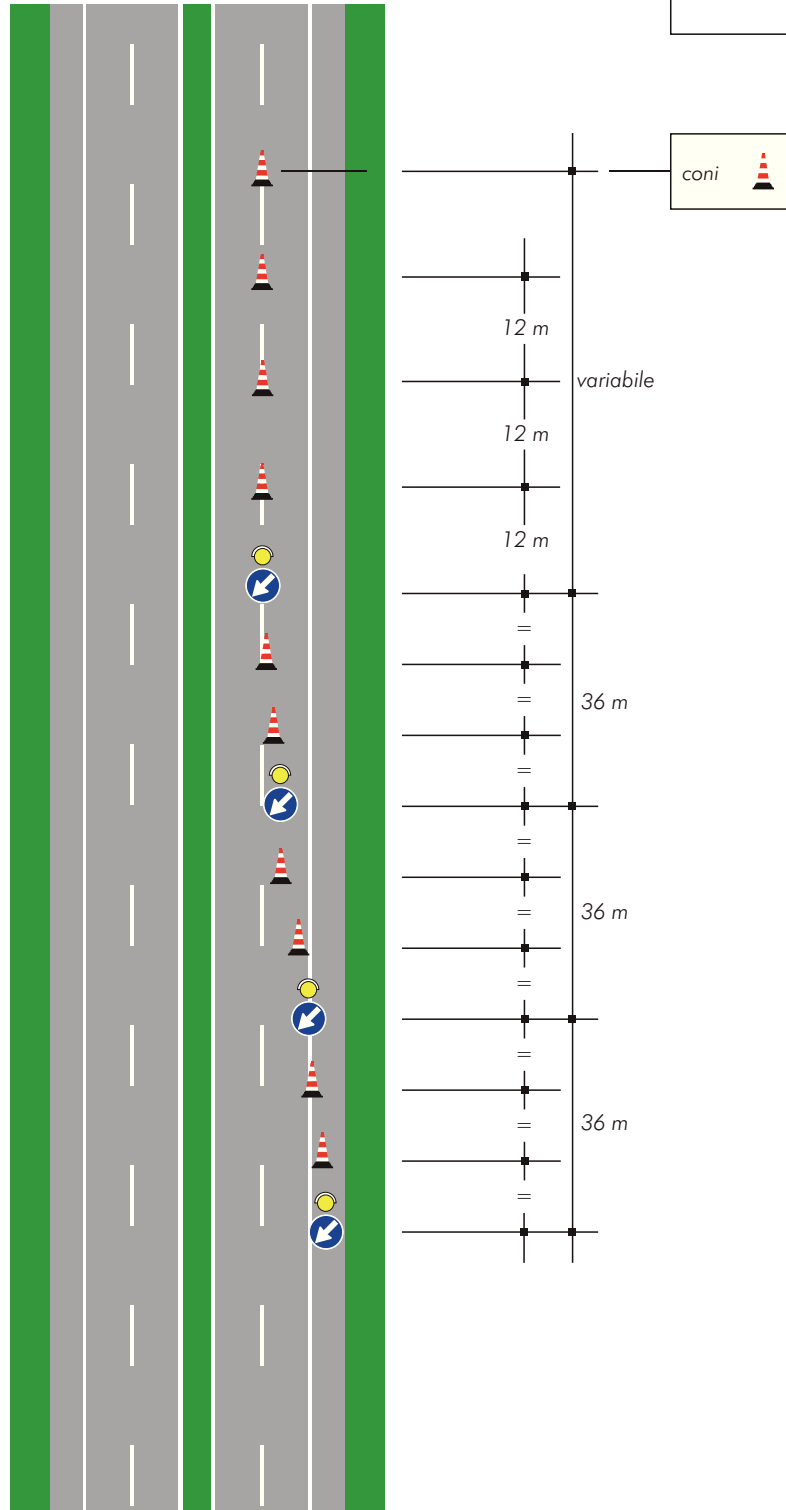 coni
12 m
variabile
12 m
12 m
=
=
36 m
=
=
=
36 m
=
=
=
36 m
=